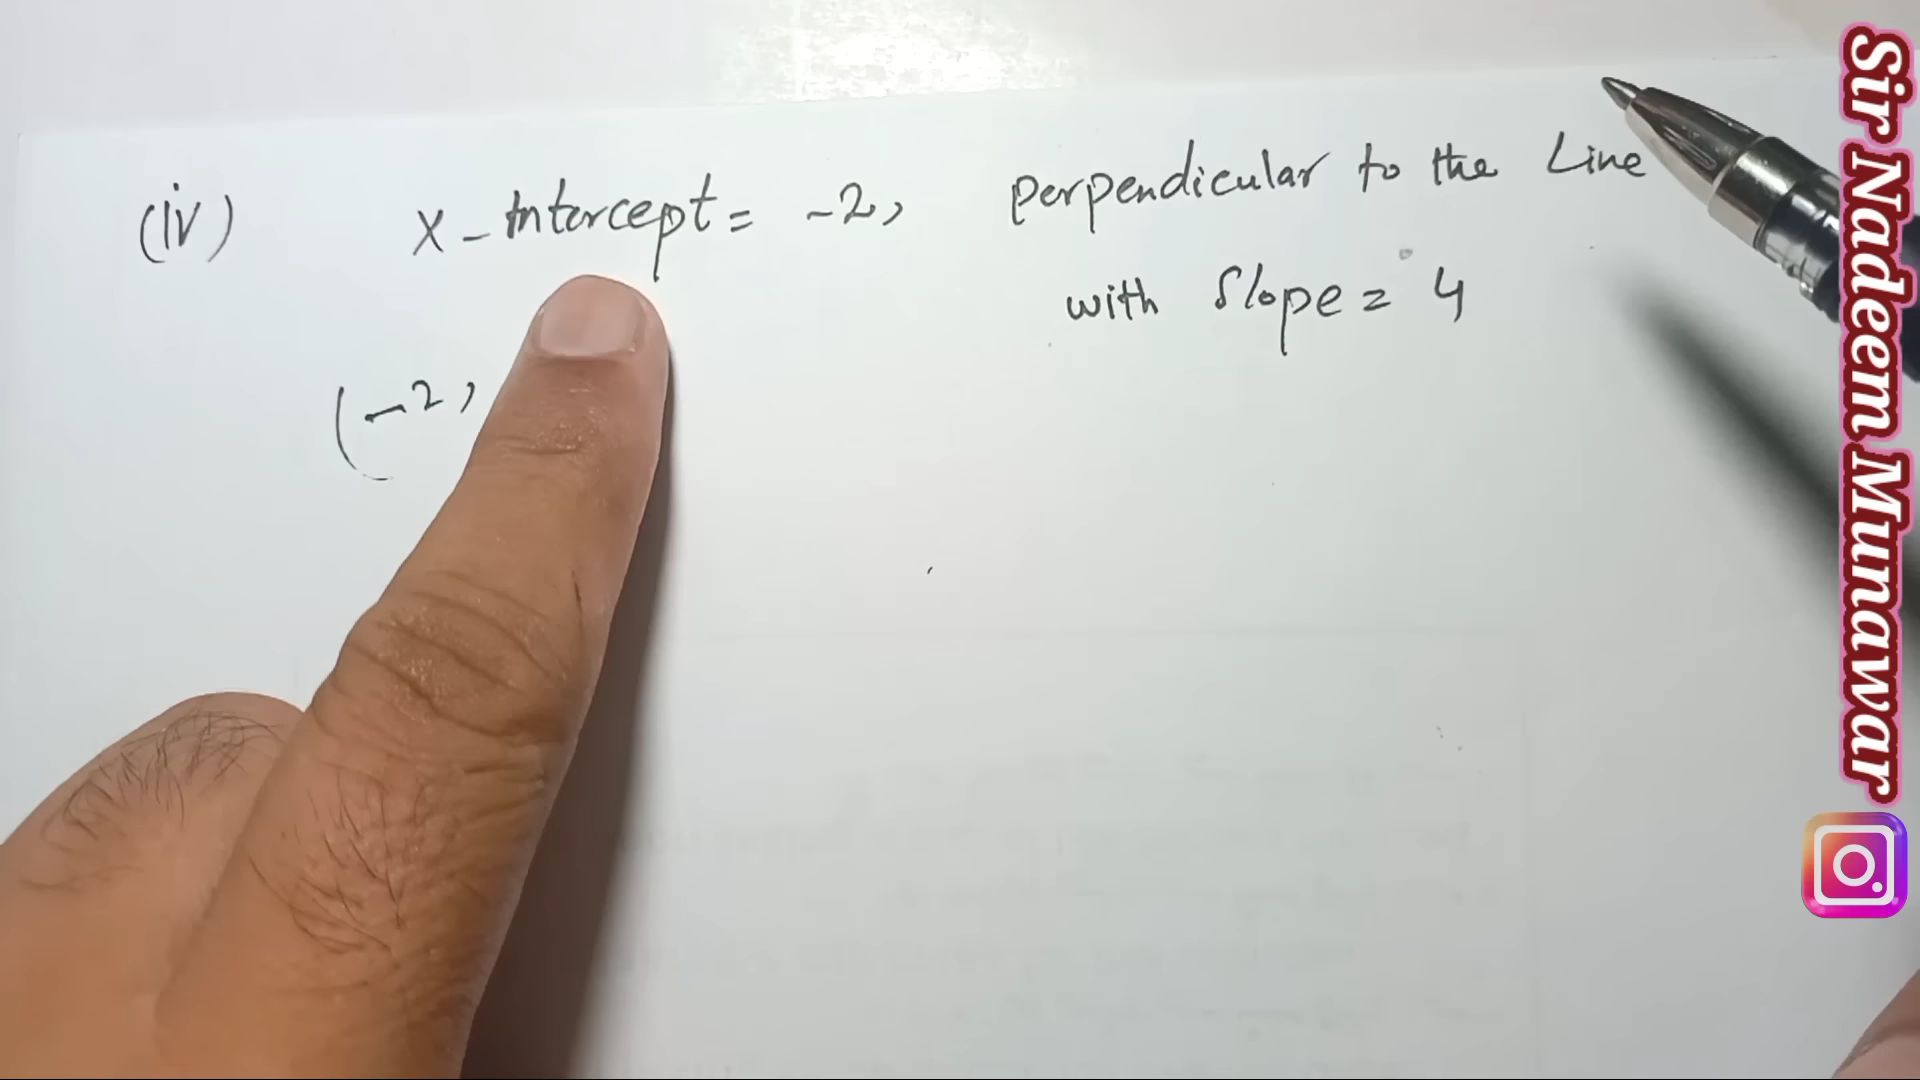 (iv) X-Intercept = -2, perpendicular to the Line
with Slope = 4
(-2,
Sir Nadeem Munawar